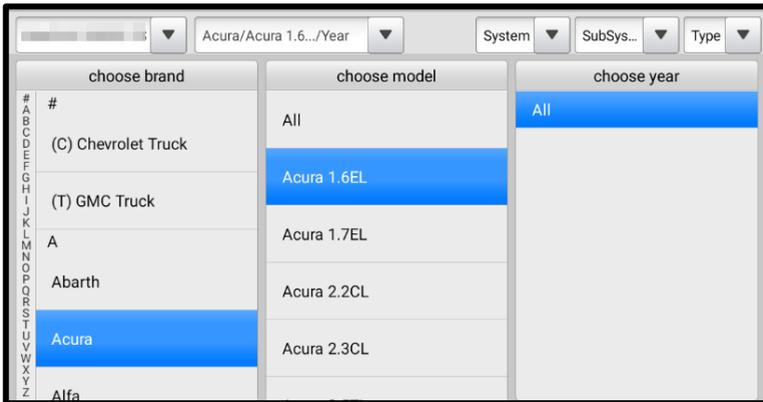 Acura/Acura 1.6.../Year
System
SubSys...
Type
choose brand
choose model
choose year
#
A
B
C
D
E
F
G
H
I
J
K
L
M
N
O
P
Q
R
S
T
U
V
W
X
Y
Z
#
(C) Chevrolet Truck
(T) GMC Truck
A
Abarth
Acura
Alfa
All
Acura 1.6EL
Acura 1.7EL
Acura 2.2CL
Acura 2.3CL
All